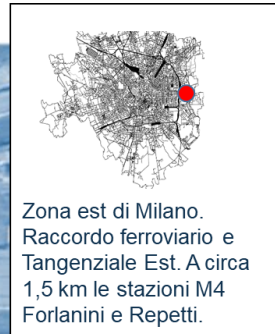 Zona est di Milano.
Raccordo ferroviario e
Tangenziale Est. A circa
1,5 km le stazioni M4
Forlanini e Repetti.